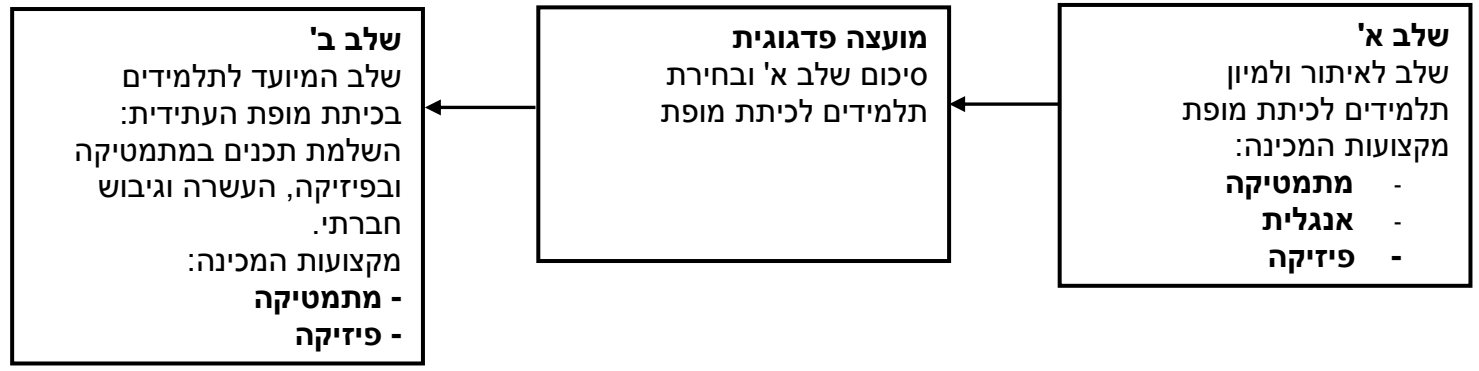 שלב א'
שלב לאיתור ולמיון
תלמידים לכיתת מופת
מקצועות המכינה:
- מתמטיקה
- אנגלית
- פיזיקה
מועצה פדגוגית
סיכום שלב א' ובחירת
תלמידים לכיתת מופת
שלב ב'
שלב המיועד לתלמידים
בכיתת מופת העתידית:
השלמת תכנים במתמטיקה
ובפיזיקה, העשרה וגיבוש
חברתי.
מקצועות המכינה:
- מתמטיקה
- פיזיקה